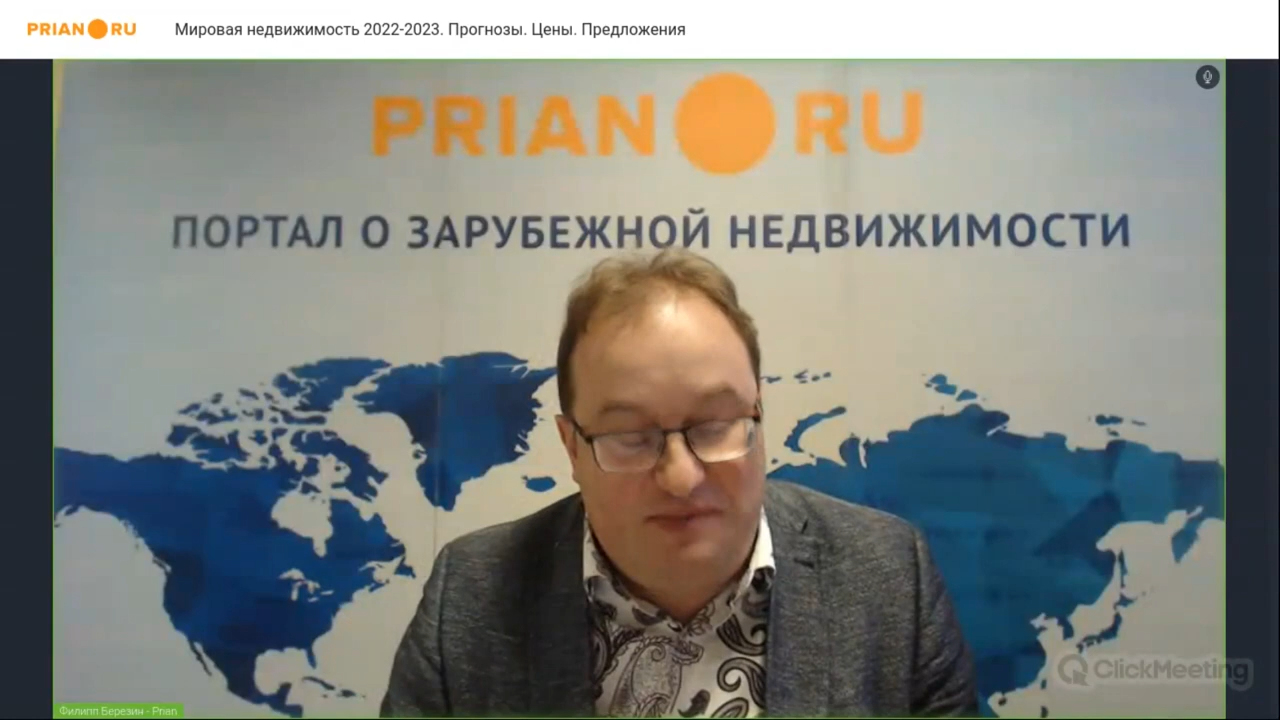 PRIAN RU
Мировая недвижимость 2022-2023. Прогнозы. Цены. Предложения
PRIAN RU
ПОРТАЛ О ЗАРУБЕЖНОЙ НЕДВИЖИМОСТИ
ClickMeeting
Филипп Березин - Prian